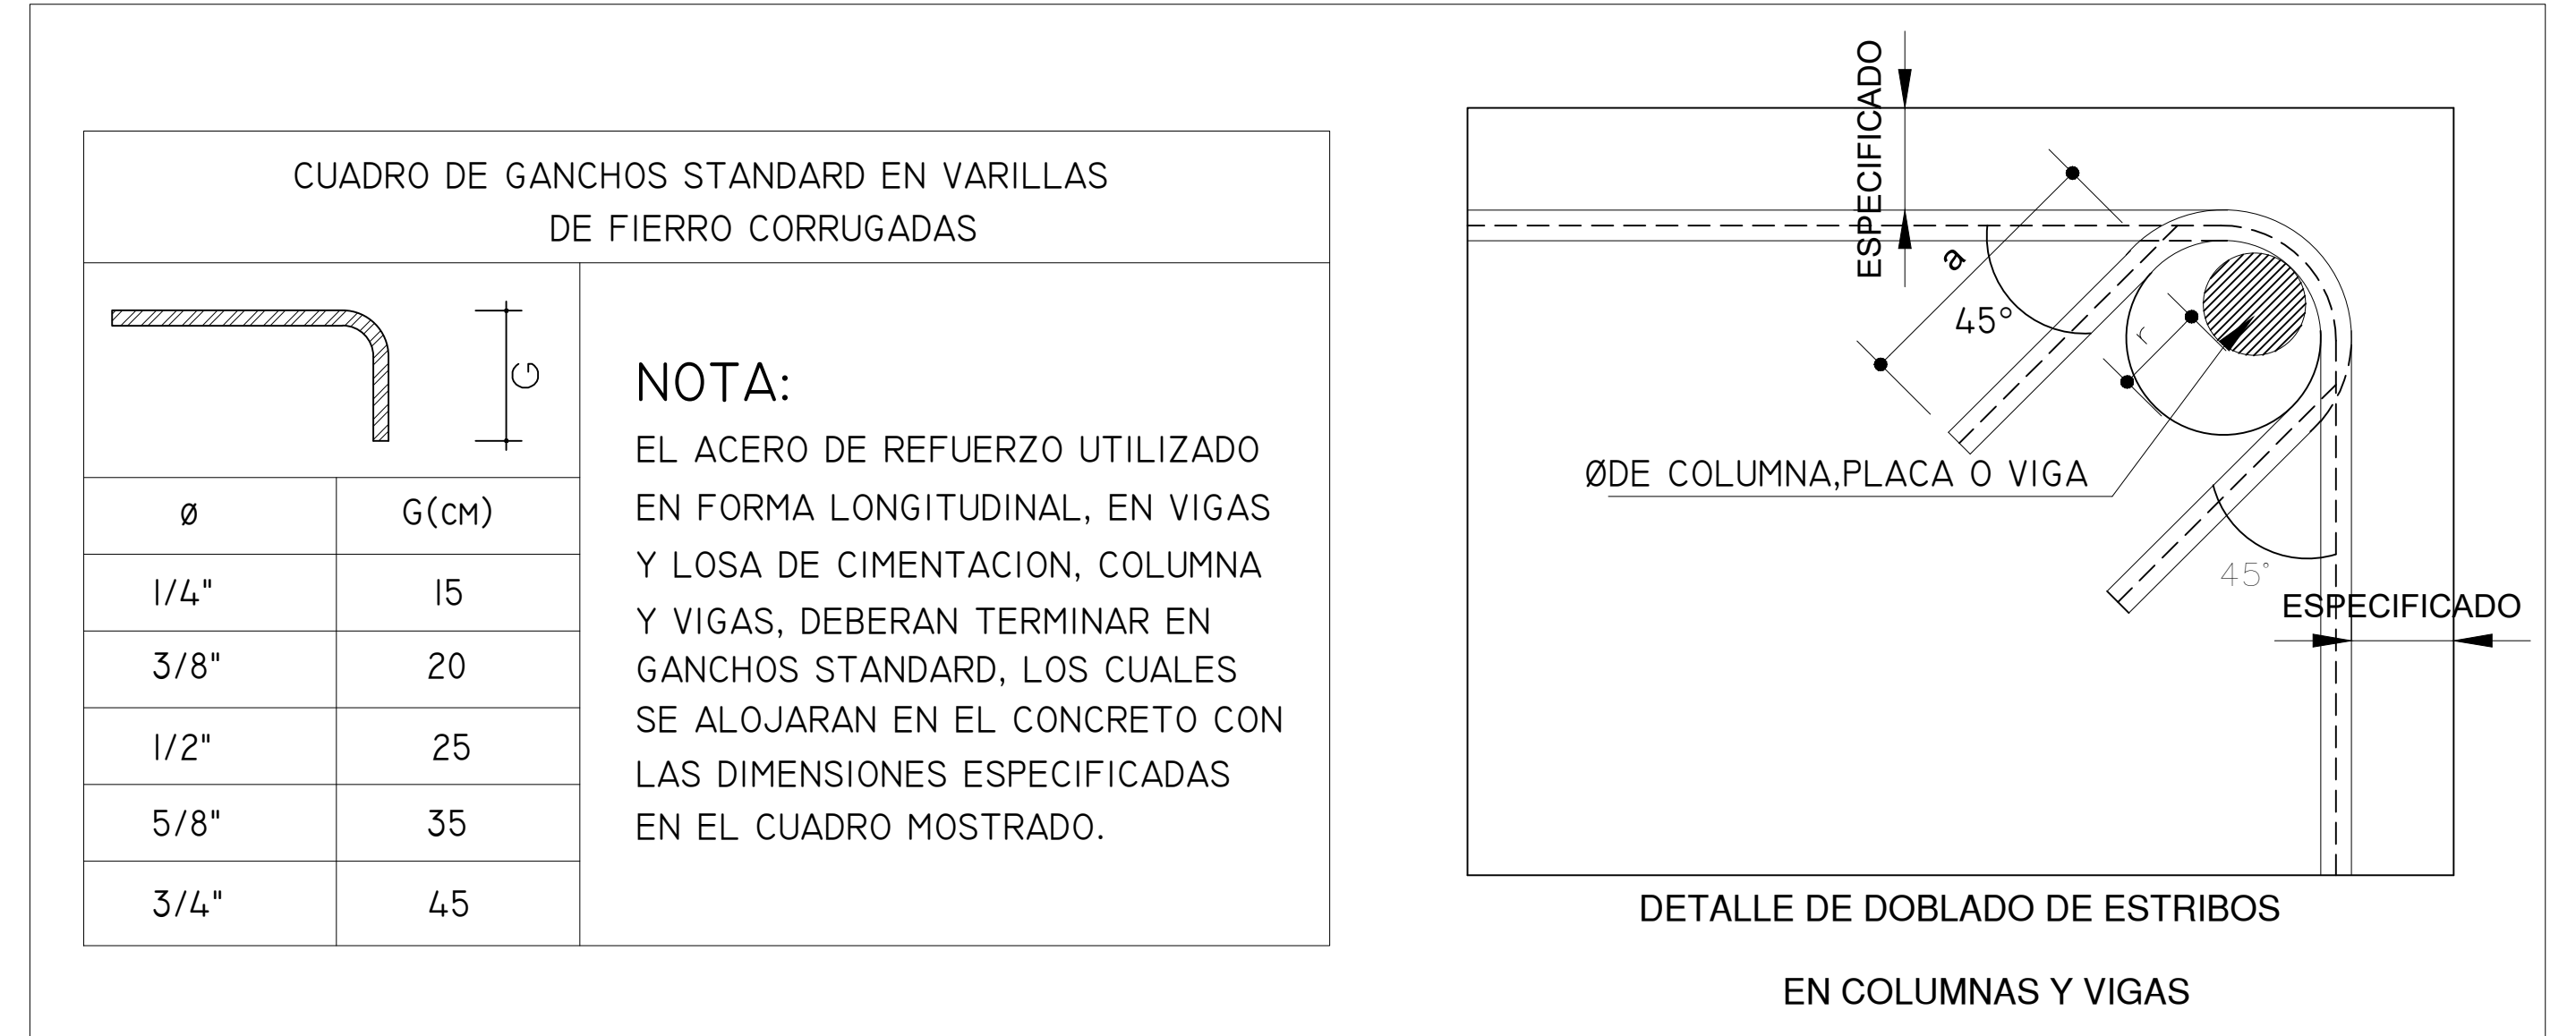 CUADRO DE GANCHOS STANDARD EN VARILLAS
DE FIERRO CORRUGADAS
G
Ø G(CM)
1/4" 15
3/8" 20
1/2" 25
5/8" 35
3/4" 45
NOTA:
EL ACERO DE REFUERZO UTILIZADO
EN FORMA LONGITUDINAL, EN VIGAS
Y LOSA DE CIMENTACION, COLUMNA
Y VIGAS, DEBERAN TERMINAR EN
GANCHOS STANDARD, LOS CUALES
SE ALOJARAN EN EL CONCRETO CON
LAS DIMENSIONES ESPECIFICADAS
EN EL CUADRO MOSTRADO.
ESPECIFICADO
a
45°
r
ØDE COLUMNA,PLACA O VIGA
45°
ESPECIFICADO
DETALLE DE DOBLADO DE ESTRIBOS
EN COLUMNAS Y VIGAS